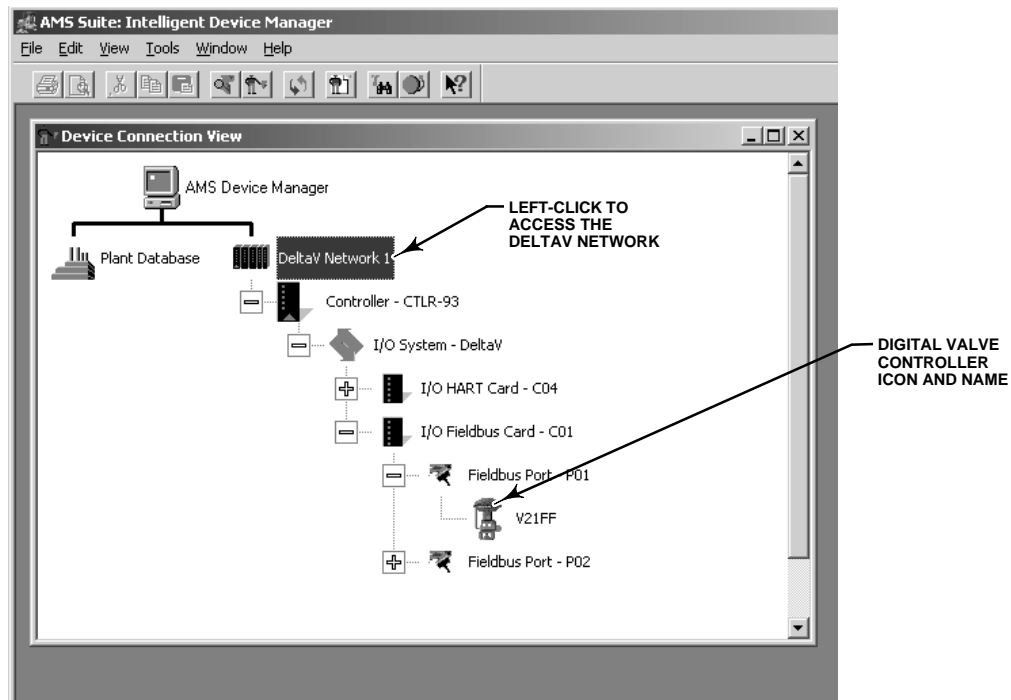 AMS Suite: Intelligent Device Manager
File Edit View Tools Window Help
Device Connection View
AMS Device Manager
LEFT-CLICK TO
ACCESS THE
DELTAV NETWORK
Plant Database
DeltaV Network 1
Controller - CTLR-93
I/O System - DeltaV
DIGITAL VALVE
CONTROLLER
ICON AND NAME
I/O HART Card - C04
I/O Fieldbus Card - C01
Fieldbus Port - P01
V21FF
Fieldbus Port - P02